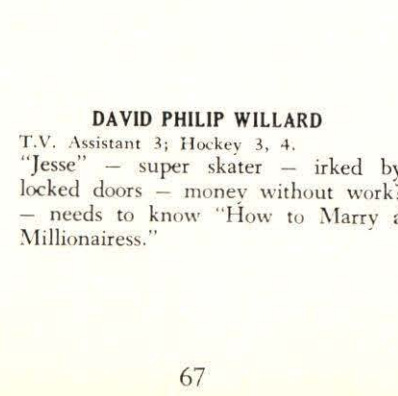 DAVID PHILIP WILLARD
T.V. Assistant 3; Hockey 3, 4.
"Jesse" — super skater — irked by
locked doors — money without work?
— needs to know "How to Marry a
Millionairess."
67